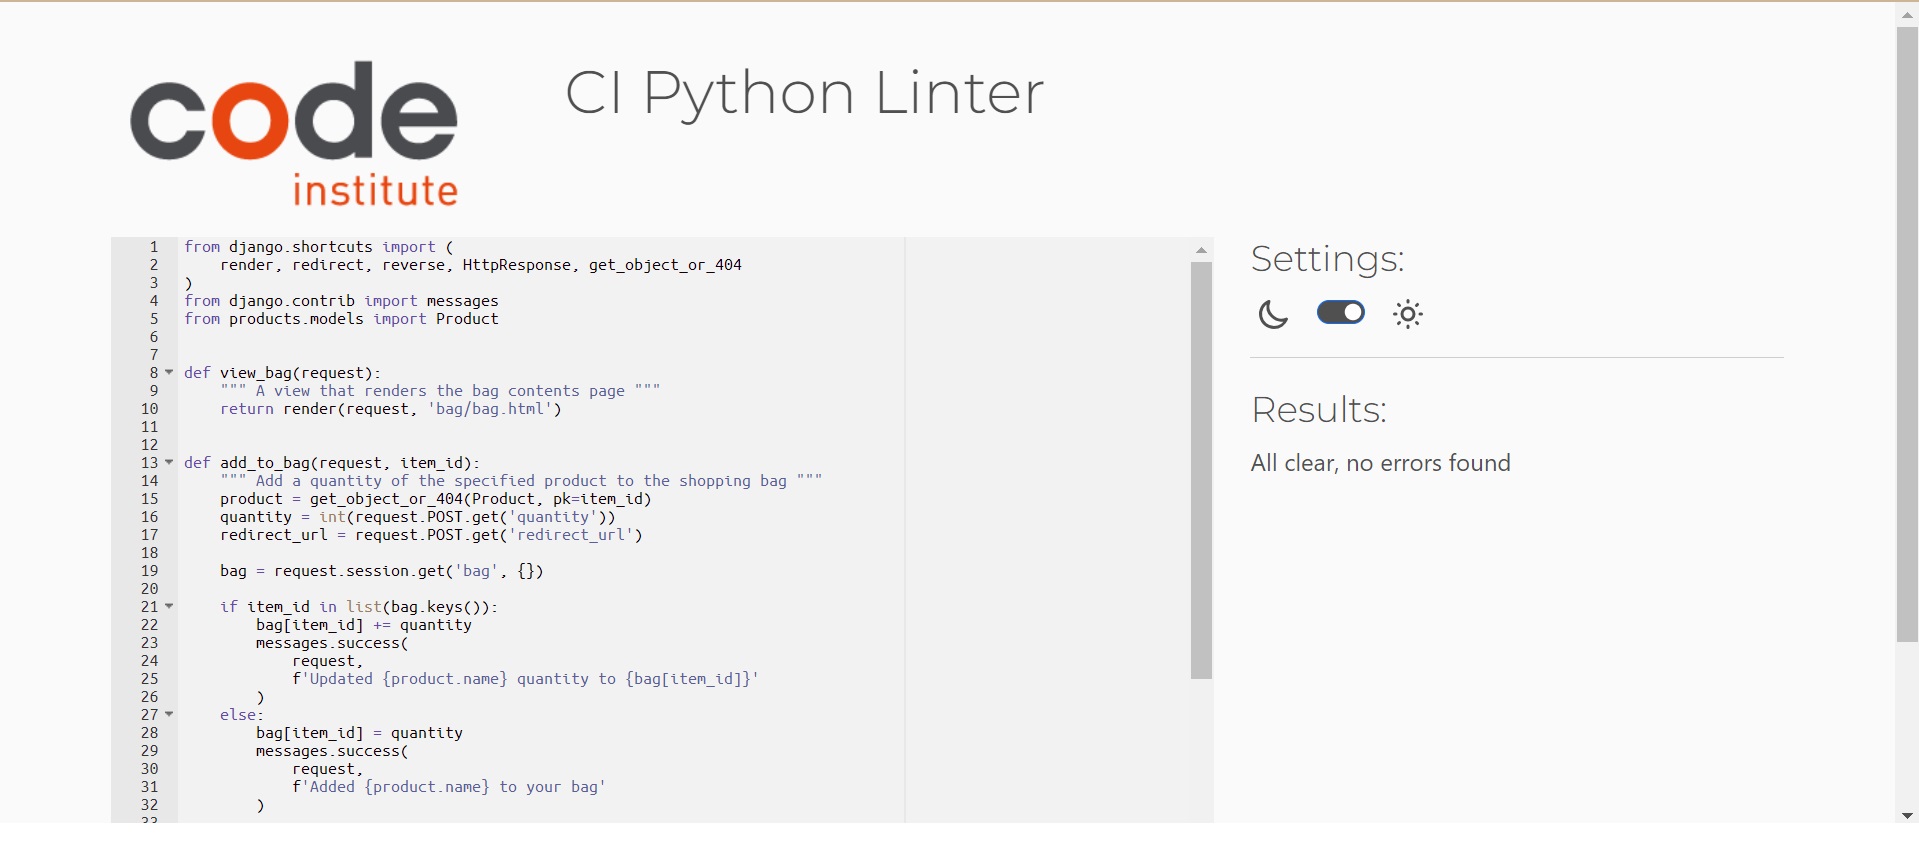 code
institute
CI Python Linter
1 from django.shortcuts import (
2     render, redirect, reverse, HttpResponse, get_object_or_404
3 )
4 from django.contrib import messages
5 from products.models import Product
6
7
8 def view_bag(request):
9     """ A view that renders the bag contents page """
10     return render(request, 'bag/bag.html')
11
12
13 def add_to_bag(request, item_id):
14     """ Add a quantity of the specified product to the shopping bag """
15     product = get_object_or_404(Product, pk=item_id)
16     quantity = int(request.POST.get('quantity'))
17     redirect_url = request.POST.get('redirect_url')
18
19     bag = request.session.get('bag', {})
20
21     if item_id in list(bag.keys()):
22         bag[item_id] += quantity
23         messages.success(
24             request,
25             f'Updated {product.name} quantity to {bag[item_id]}'
26         )
27     else:
28         bag[item_id] = quantity
29         messages.success(
30             request,
31             f'Added {product.name} to your bag'
32         )
33
Settings:
Results:
All clear, no errors found